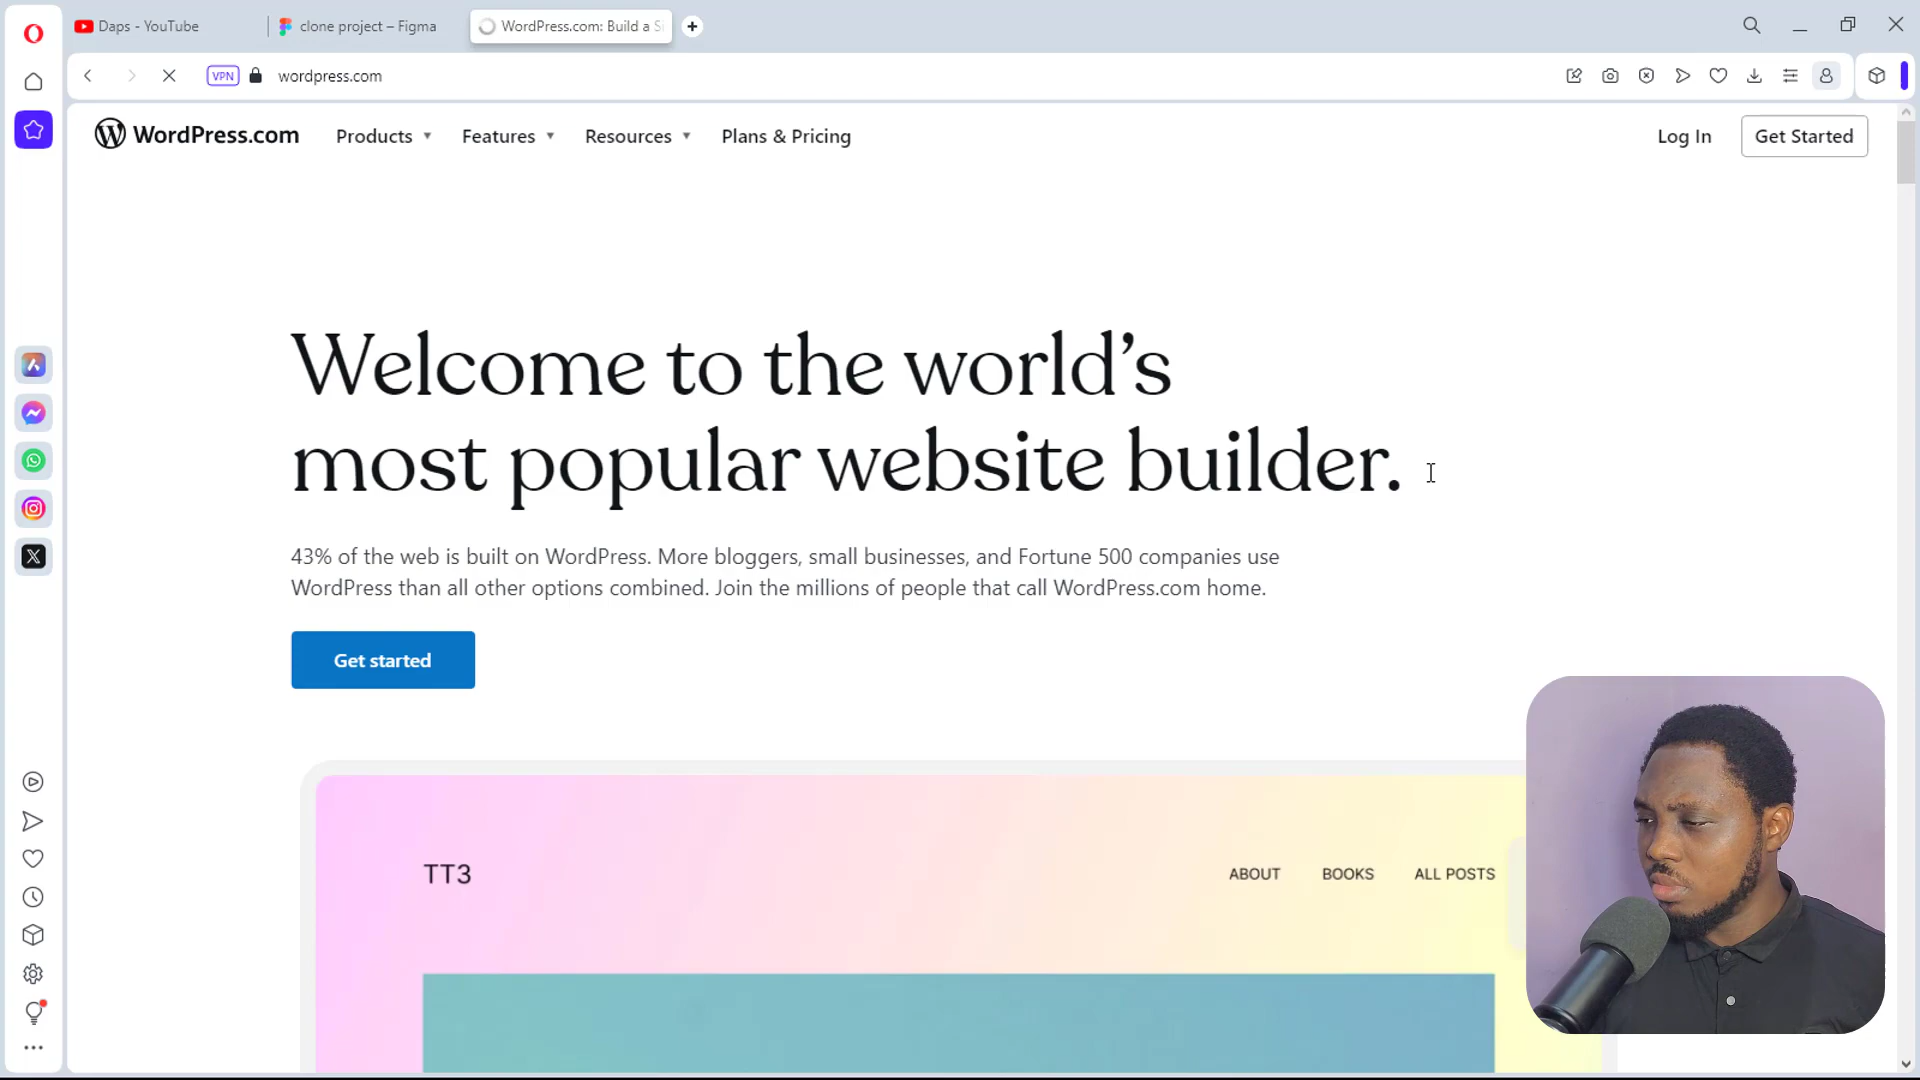 Daps - YouTube
clone project – Figma
WordPress.com: Build a S
VPN
wordpress.com
WordPress.com
Products
Features
Resources
Plans & Pricing
Log In
Get Started
Welcome to the world’s
most popular website builder.
43% of the web is built on WordPress. More bloggers, small businesses, and Fortune 500 companies use
WordPress than all other options combined. Join the millions of people that call WordPress.com home.
Get started
TT3
ABOUT
BOOKS
ALL POSTS